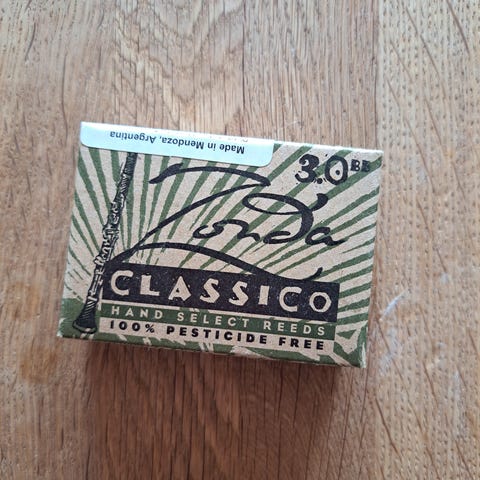 Made in Mendoza, Argentina
3.0 BB
Zonda
CLASSICO
HAND SELECT REEDS
100% PESTICIDE FREE